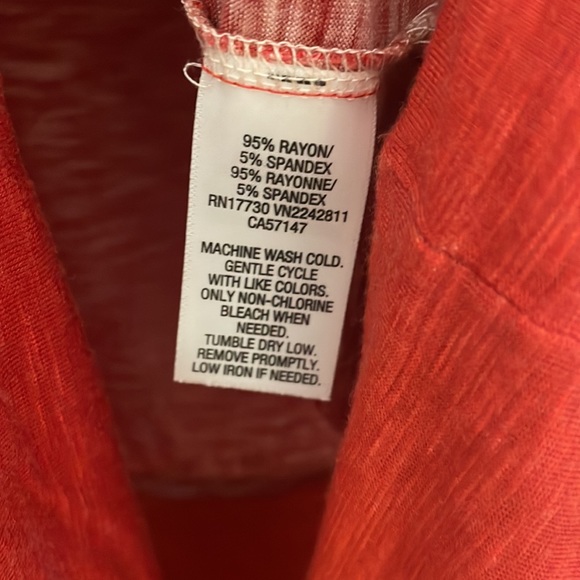 95% RAYON/
5% SPANDEX
95% RAYONNE/
5% SPANDEX
RN17730 VN2242811
CA57147
MACHINE WASH COLD.
GENTLE CYCLE
WITH LIKE COLORS.
ONLY NON-CHLORINE
BLEACH WHEN
NEEDED.
TUMBLE DRY LOW.
REMOVE PROMPTLY.
LOW IRON IF NEEDED.